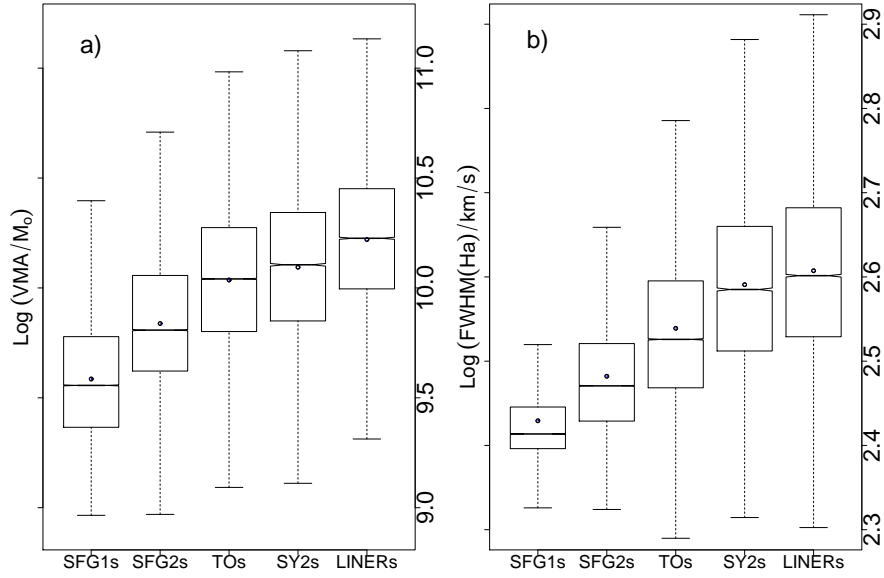 a)
Log (VMA/Mo)
11.0
10.5
10.0
9.5
9.0
SFG1s SFG2s TOs SY2s LINERs
b)
Log (FWHM(Ha)/km/s)
2.9
2.8
2.7
2.6
2.5
2.4
2.3
SFG1s SFG2s TOs SY2s LINERs